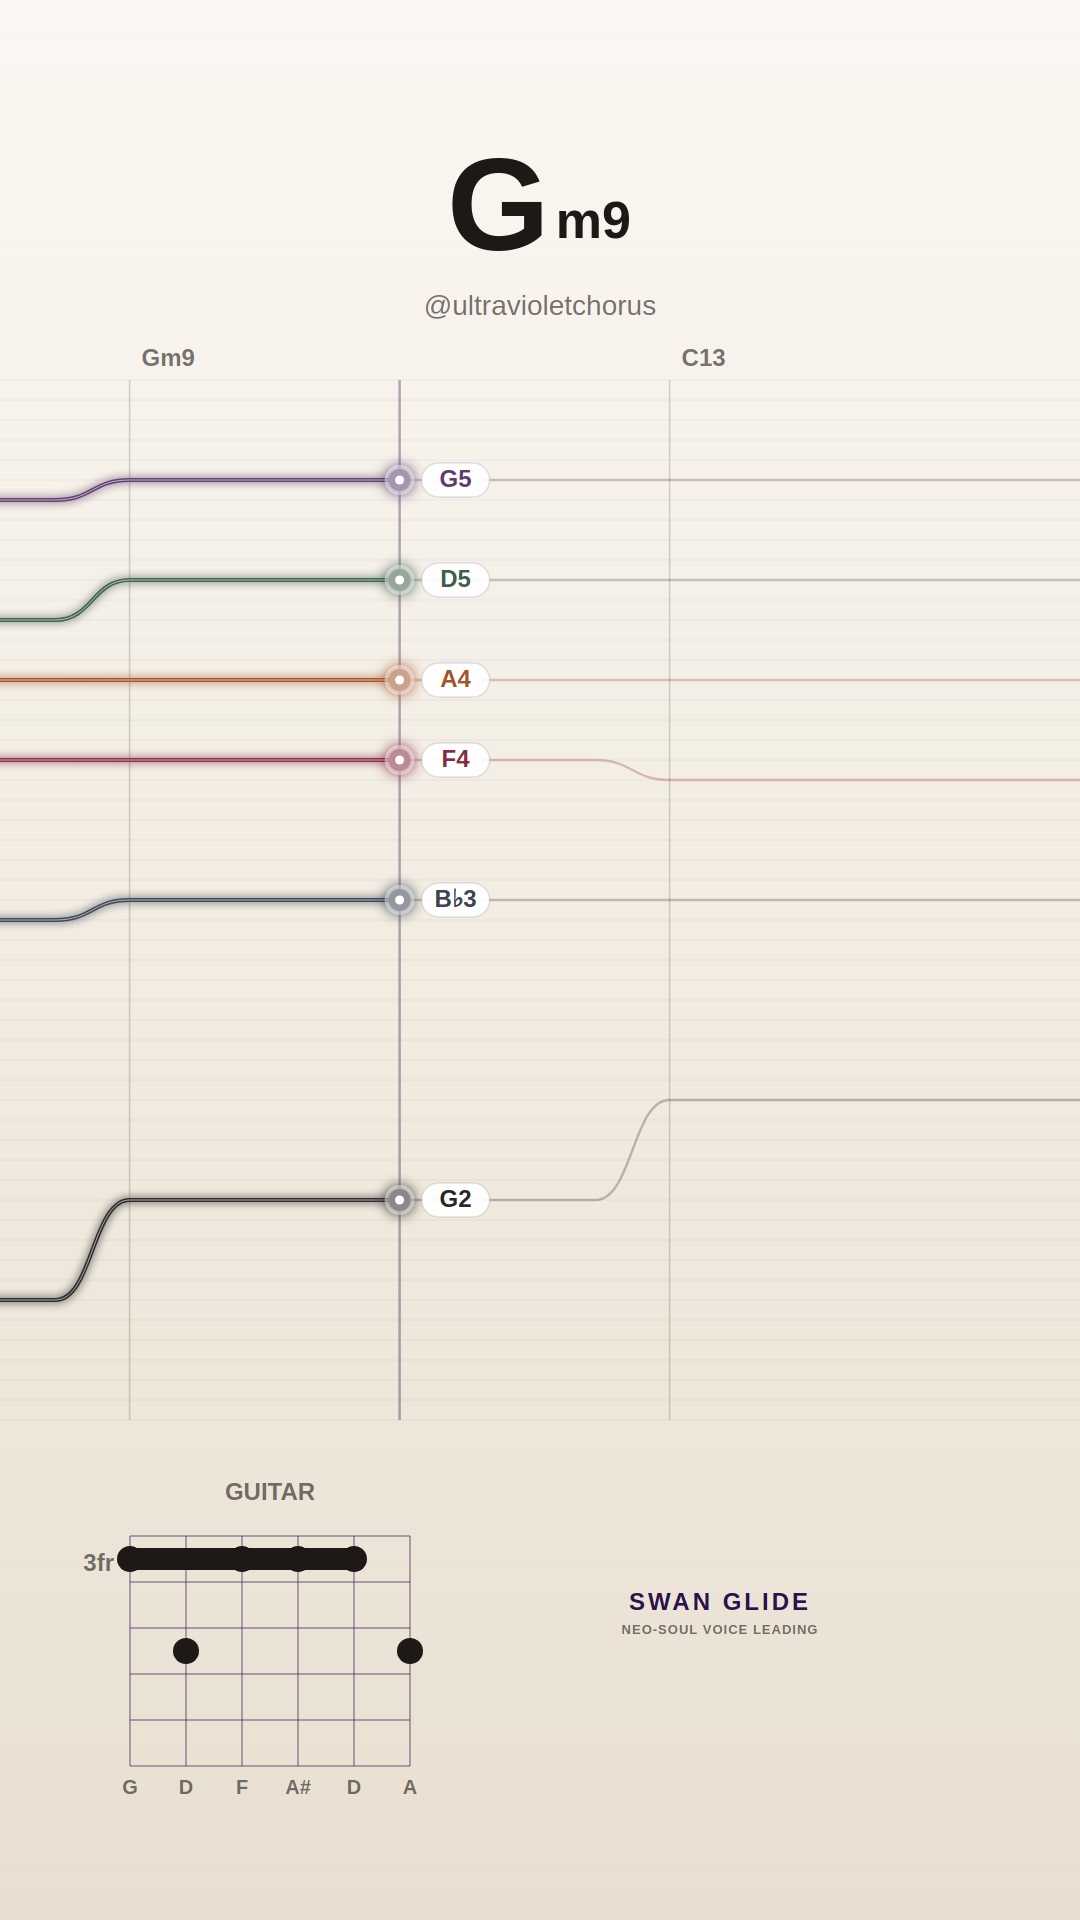 Gm9
@ultravioletchorus
Gm9 C13
G5
D5
A4
F4
B♭3
G2
GUITAR
3fr
G D F A# D A
SWAN GLIDE
NEO-SOUL VOICE LEADING